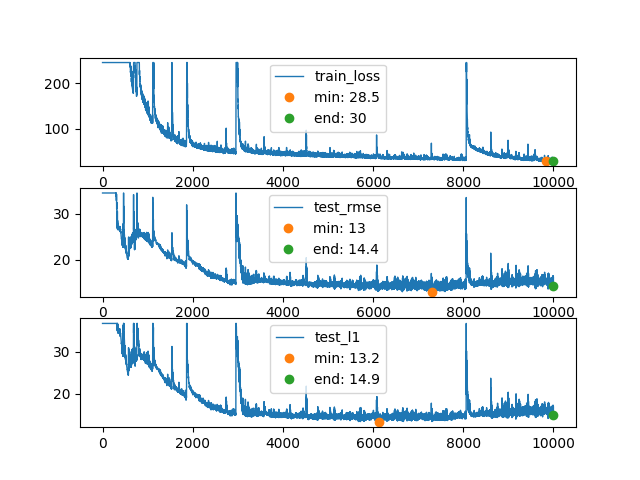 200
100
train_loss
min: 28.5
end: 30
0 2000 4000 6000 8000 10000
30
20
test_rmse
min: 13
end: 14.4
0 2000 4000 6000 8000 10000
30
20
test_l1
min: 13.2
end: 14.9
0 2000 4000 6000 8000 10000